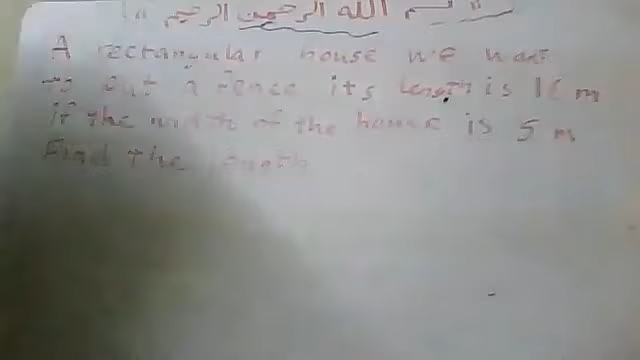 بسم الله الرحمن الرحيم
A rectangular house we want
to put a fence its length is 16 m
if the width of the house is 5 m
Find the length